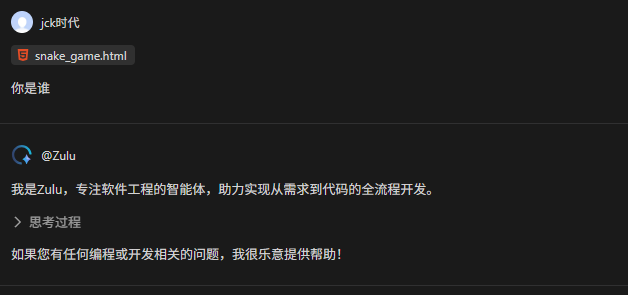 jck时代
snake_game.html
你是谁
@Zulu
我是Zulu，专注软件工程的智能体，助力实现从需求到代码的全流程开发。
思考过程
如果您有任何编程或开发相关的问题，我很乐意提供帮助！